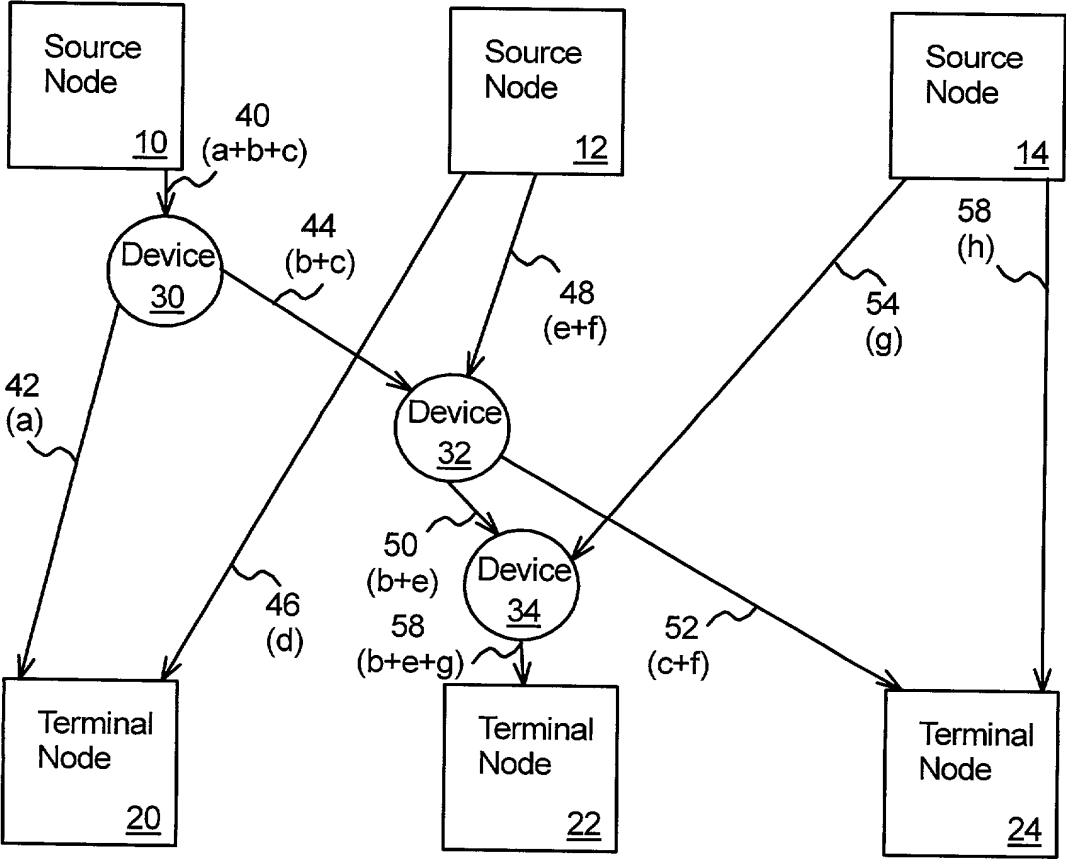 Source
Node
10
Source
Node
12
Source
Node
14
40
(a+b+c)
44
(b+c)
48
(e+f)
58
(h)
54
(g)
Device
30
42
(a)
Device
32
50
(b+e)
Device
34
46
(d)
58
(b+e+g)
52
(c+f)
Terminal
Node
20
Terminal
Node
22
Terminal
Node
24